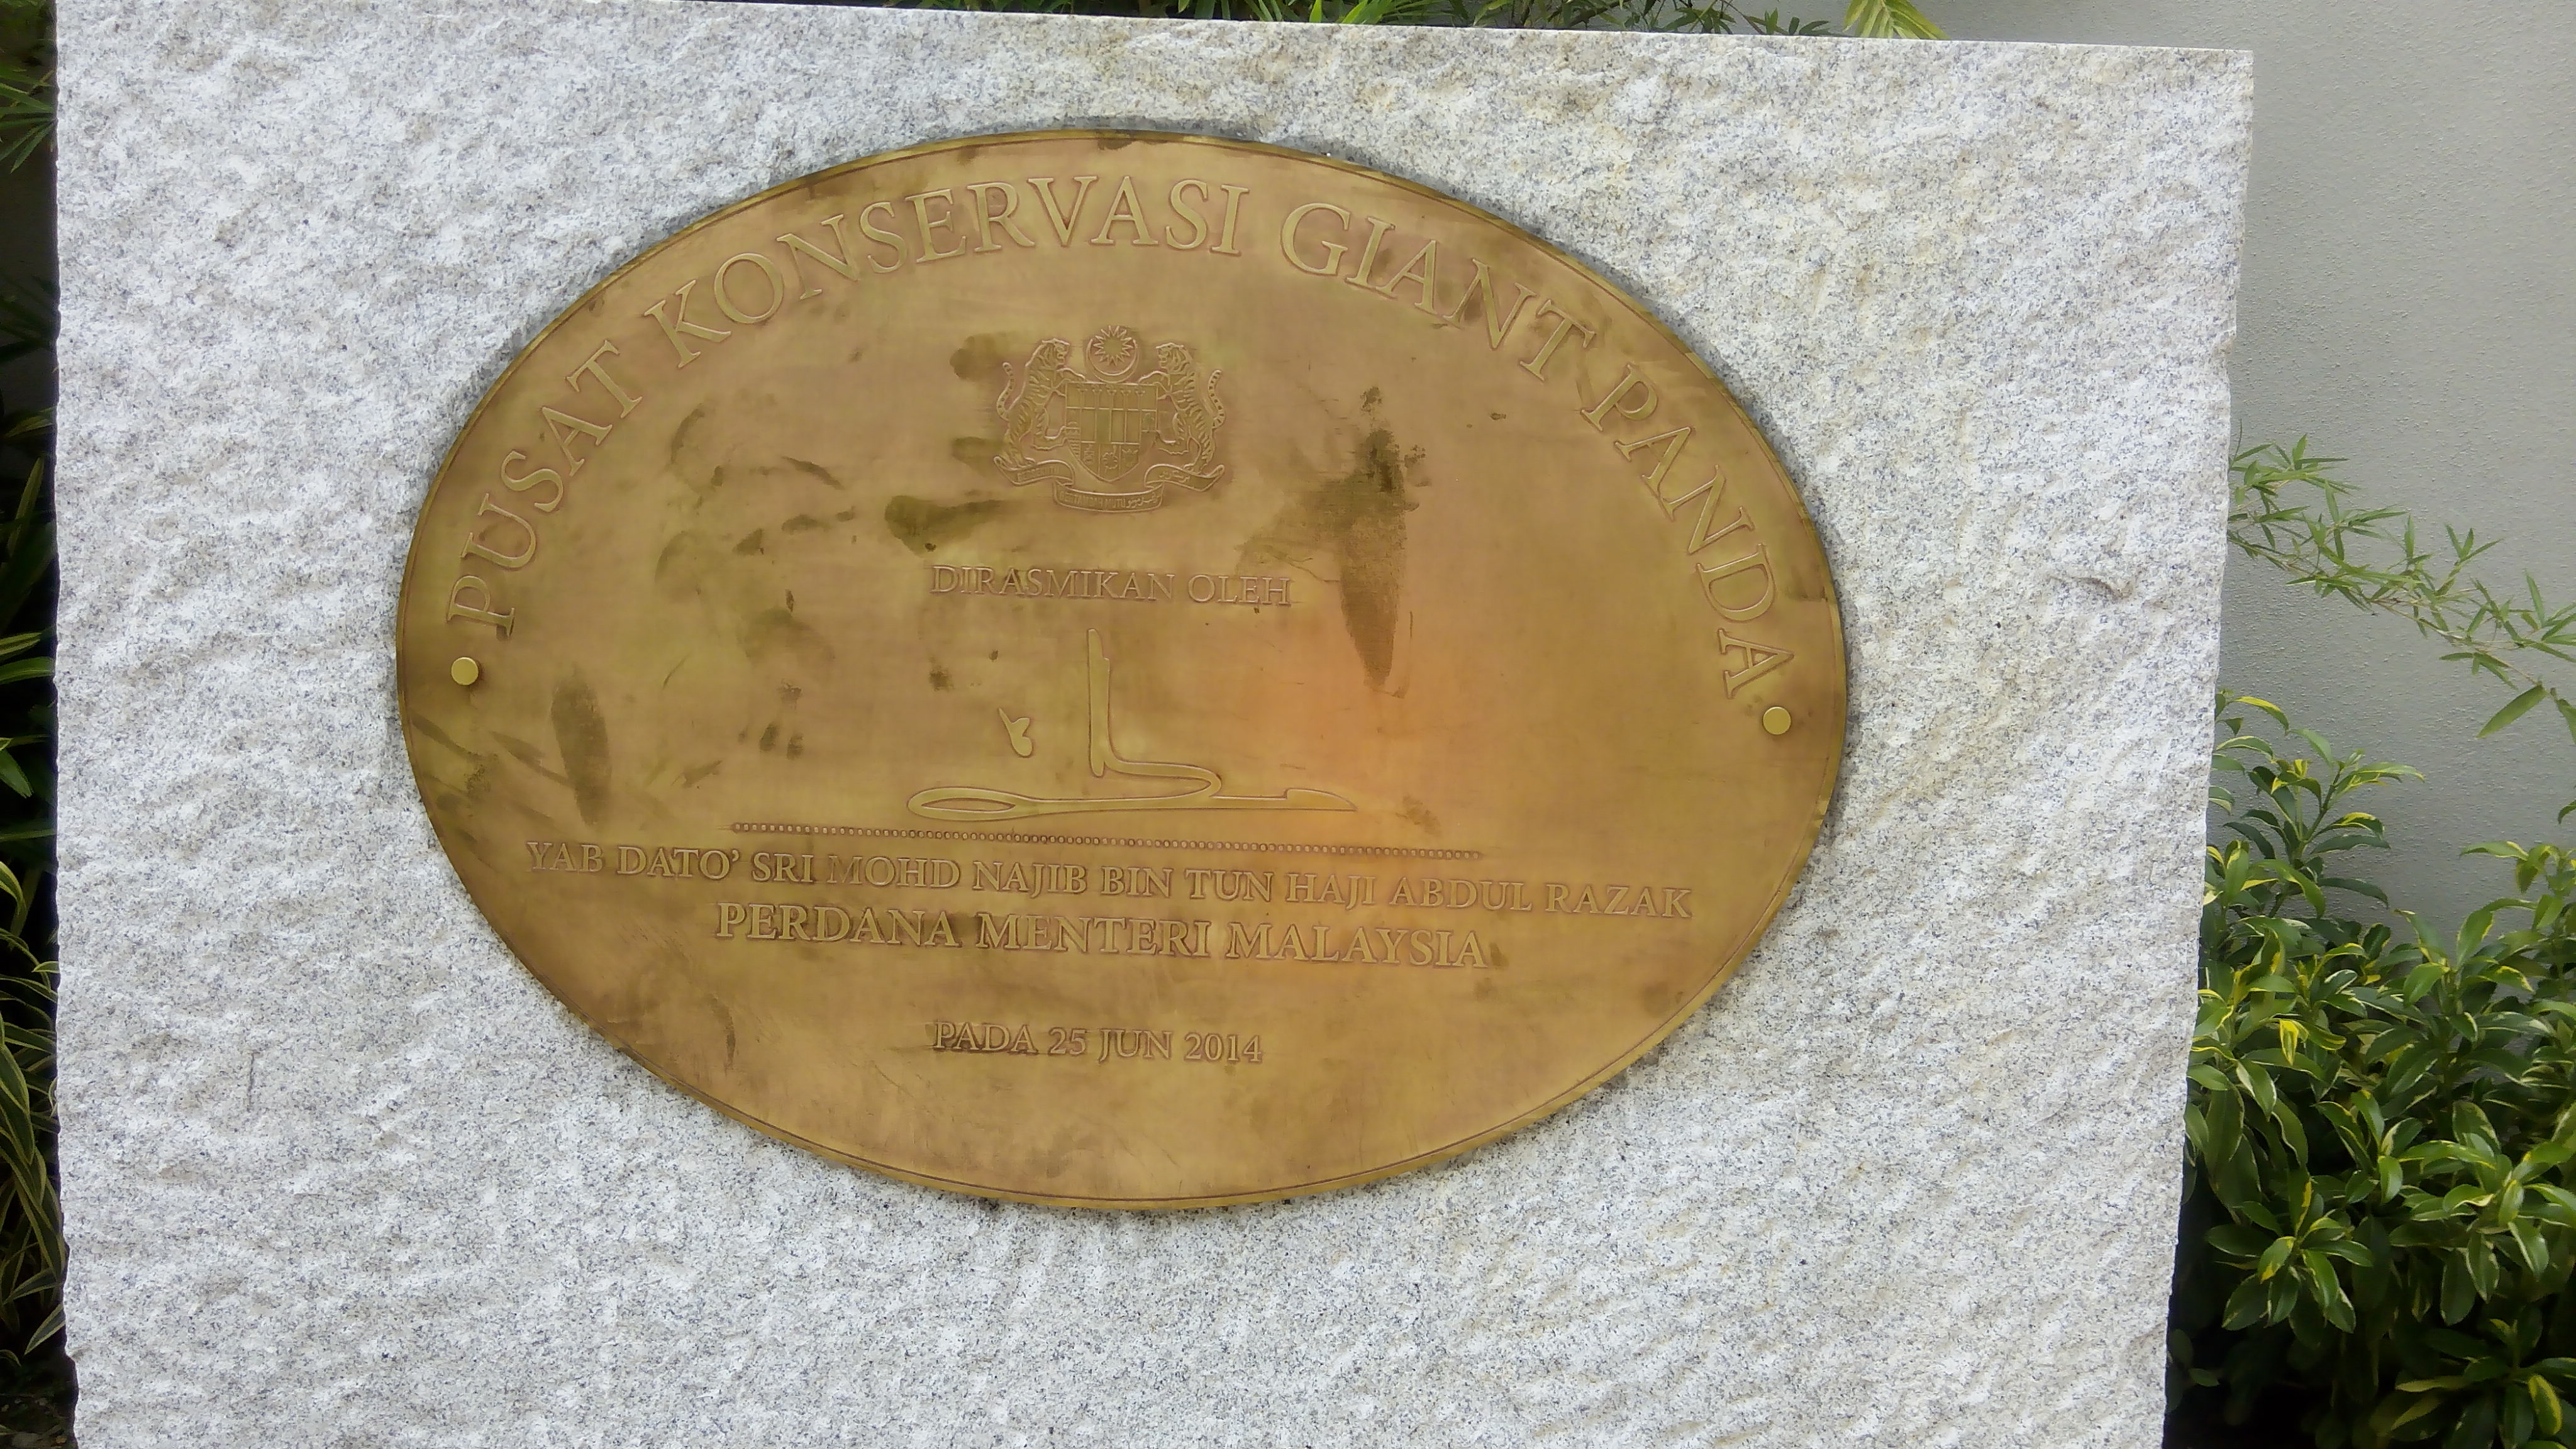 PUSAT KONSERVASI GIANT PANDA
DIRASMIKAN OLEH
YAB DATO' SRI MOHD NAJIB BIN TUN HAJI ABDUL RAZAK
PERDANA MENTERI MALAYSIA
PADA 25 JUN 2014